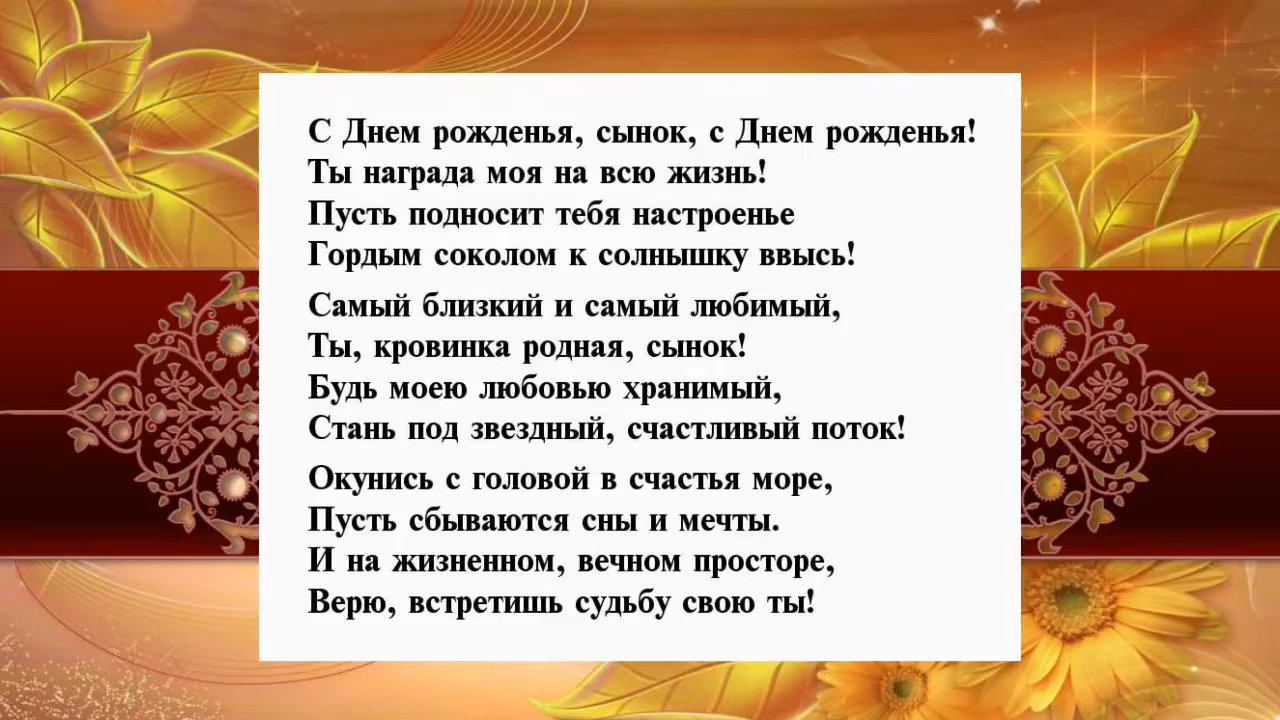 С Днем рожденья, сынок, с Днем рожденья!
Ты награда моя на всю жизнь!
Пусть подносит тебя настроенье
Гордым соколом к солнышку ввысь!
Самый близкий и самый любимый,
Ты, кровинка родная, сынок!
Будь моею любовью хранимый,
Стань под звездный, счастливый поток!
Окунись с головой в счастья море,
Пусть сбываются сны и мечты.
И на жизненном, вечном просторе,
Верю, встретишь судьбу свою ты!